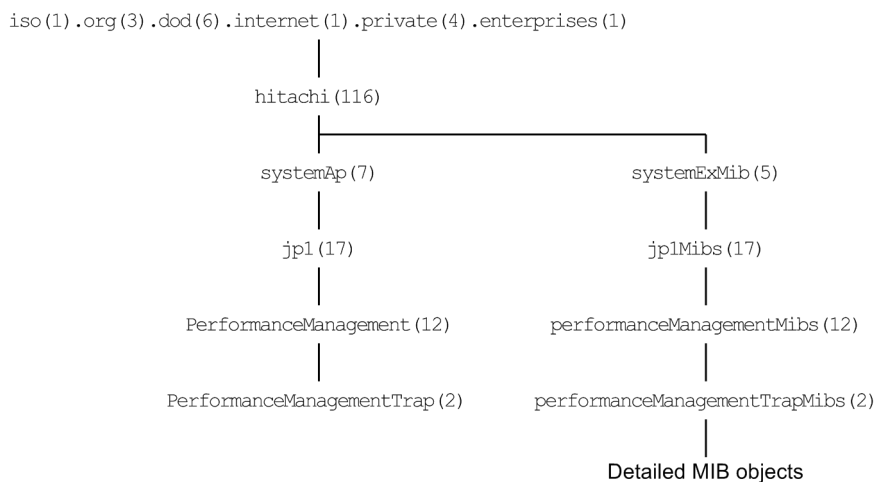 iso(1).org(3).dod(6).internet(1).private(4).enterprises(1)
hitachi(116)
systemAp(7) systemExMib(5)
jp1(17) jp1Mibs(17)
PerformanceManagement(12) performanceManagementMibs(12)
PerformanceManagementTrap(2) performanceManagementTrapMibs(2)
Detailed MIB objects